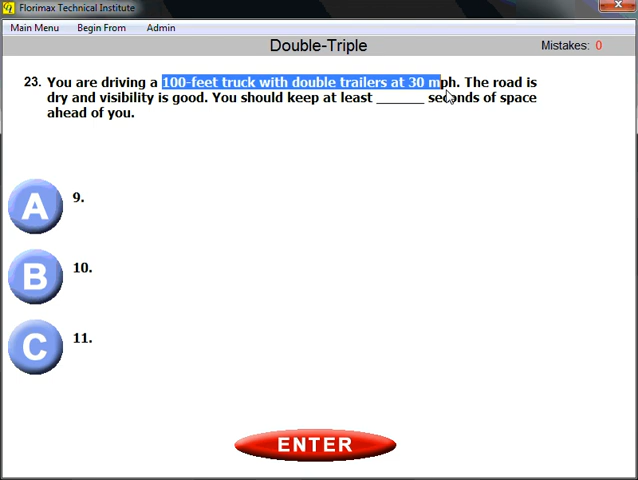 Florimax Technical Institute
Main Menu Begin From Admin
Double-Triple Mistakes: 0
23. You are driving a 100-feet truck with double trailers at 30 mph. The road is
dry and visibility is good. You should keep at least ______ seconds of space
ahead of you.
A 9.
B 10.
C 11.
ENTER